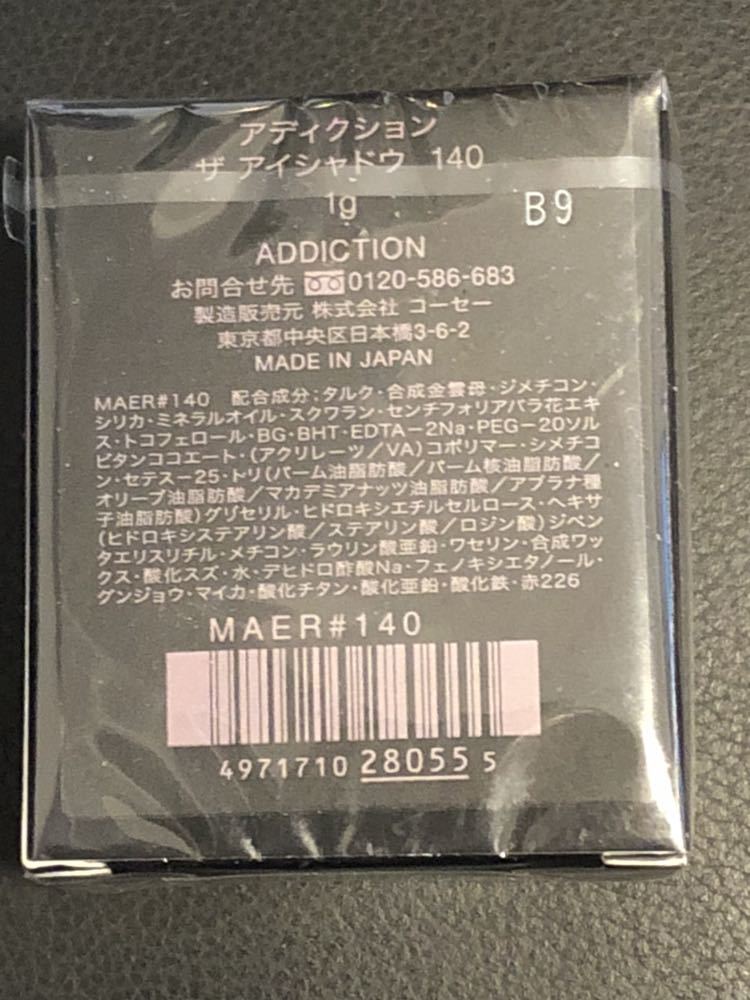 アディクション
ザ アイシャドウ 140
1g
B9
ADDICTION
お問合せ先 0120-586-683
製造販売元 株式会社 コーセー
東京都中央区日本橋3-6-2
MADE IN JAPAN
MAER#140 配合成分:タルク・合成金雲母・ジメチコン・
シリカ・ミネラルオイル・スクワラン・センチフォリアバラ花エキ
ス・トコフェロール・BG・BHT・EDTA-2Na・PEG-20ソル
ビタンココエート・(アクリレーツ/VA)コポリマー・シメチコ
ン・セテス-25・トリ(パーム油脂肪酸/パーム核油脂肪酸/
オリーブ油脂肪酸/マカデミアナッツ油脂肪酸/アブラナ種
子油脂肪酸)グリセリル・ヒドロキシエチルセルロース・ヘキサ
(ヒドロキシステアリン酸/ステアリン酸/ロジン酸)ジペン
タエリスリチル・メチコン・ラウリン酸亜鉛・ワセリン・合成ワッ
クス・酸化スズ・水・デヒドロ酢酸Na・フェノキシエタノール・
グンジョウ・マイカ・酸化チタン・酸化亜鉛・酸化鉄・赤226
MAER#140
4971710 28055 5